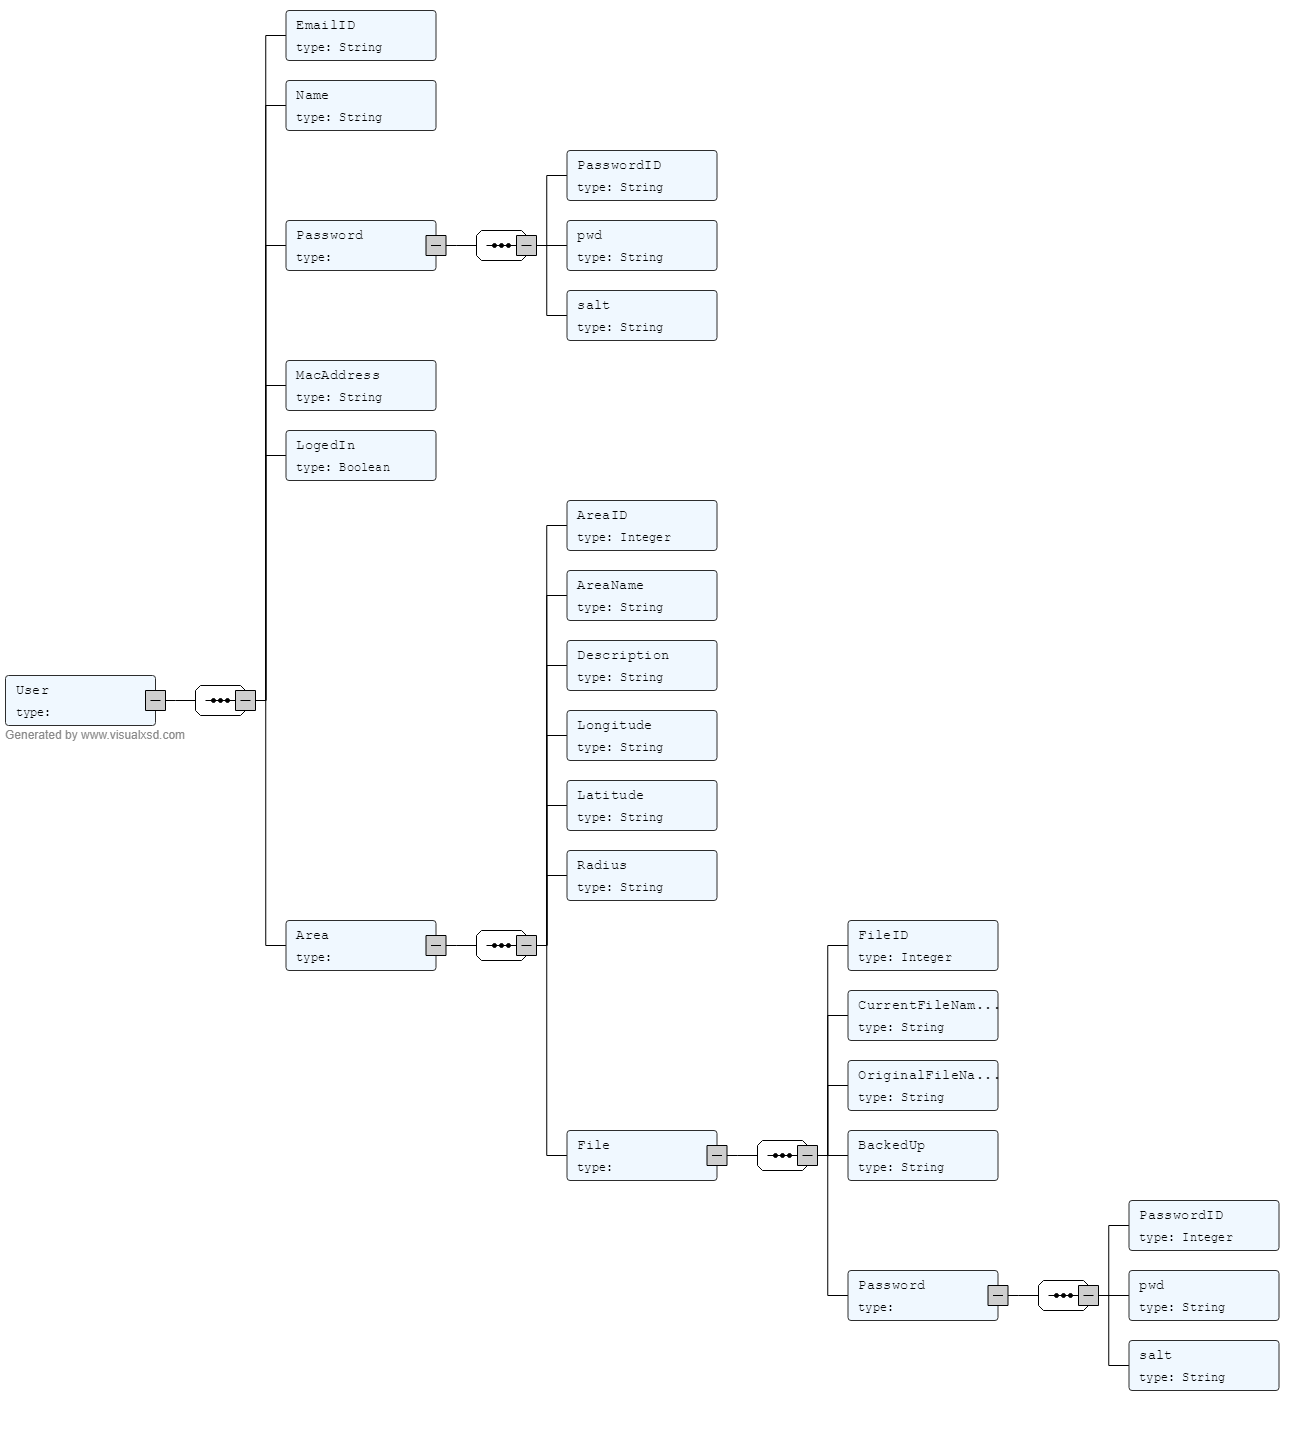 EmailID
type: String
Name
type: String
PasswordID
type: String
Password
type:
pwd
type: String
salt
type: String
MacAddress
type: String
LogedIn
type: Boolean
AreaID
type: Integer
AreaName
type: String
Description
type: String
User
type:
Generated by www.visualxsd.com
Longitude
type: String
Latitude
type: String
Radius
type: String
Area
type:
FileID
type: Integer
CurrentFileNam...
type: String
OriginalFileNa...
type: String
File
type:
BackedUp
type: String
PasswordID
type: Integer
Password
type:
pwd
type: String
salt
type: String